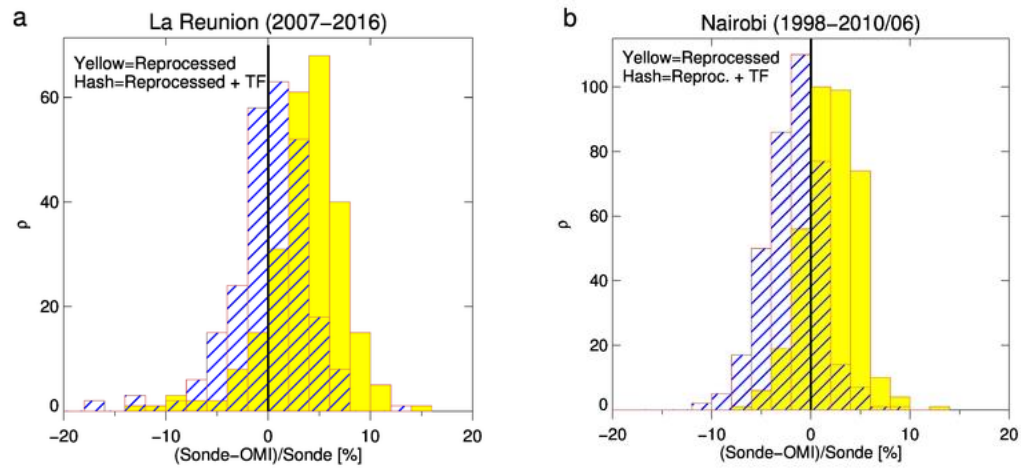 a
La Reunion (2007-2016)
Yellow=Reprocessed
Hash=Reprocessed + TF
60
40
20
0
ρ
-20
-10
0
10
20
(Sonde-OMI)/Sonde [%]
b
Nairobi (1998-2010/06)
Yellow=Reprocessed
Hash=Reproc. + TF
100
80
60
40
20
0
ρ
-20
-10
0
10
20
(Sonde-OMI)/Sonde [%]